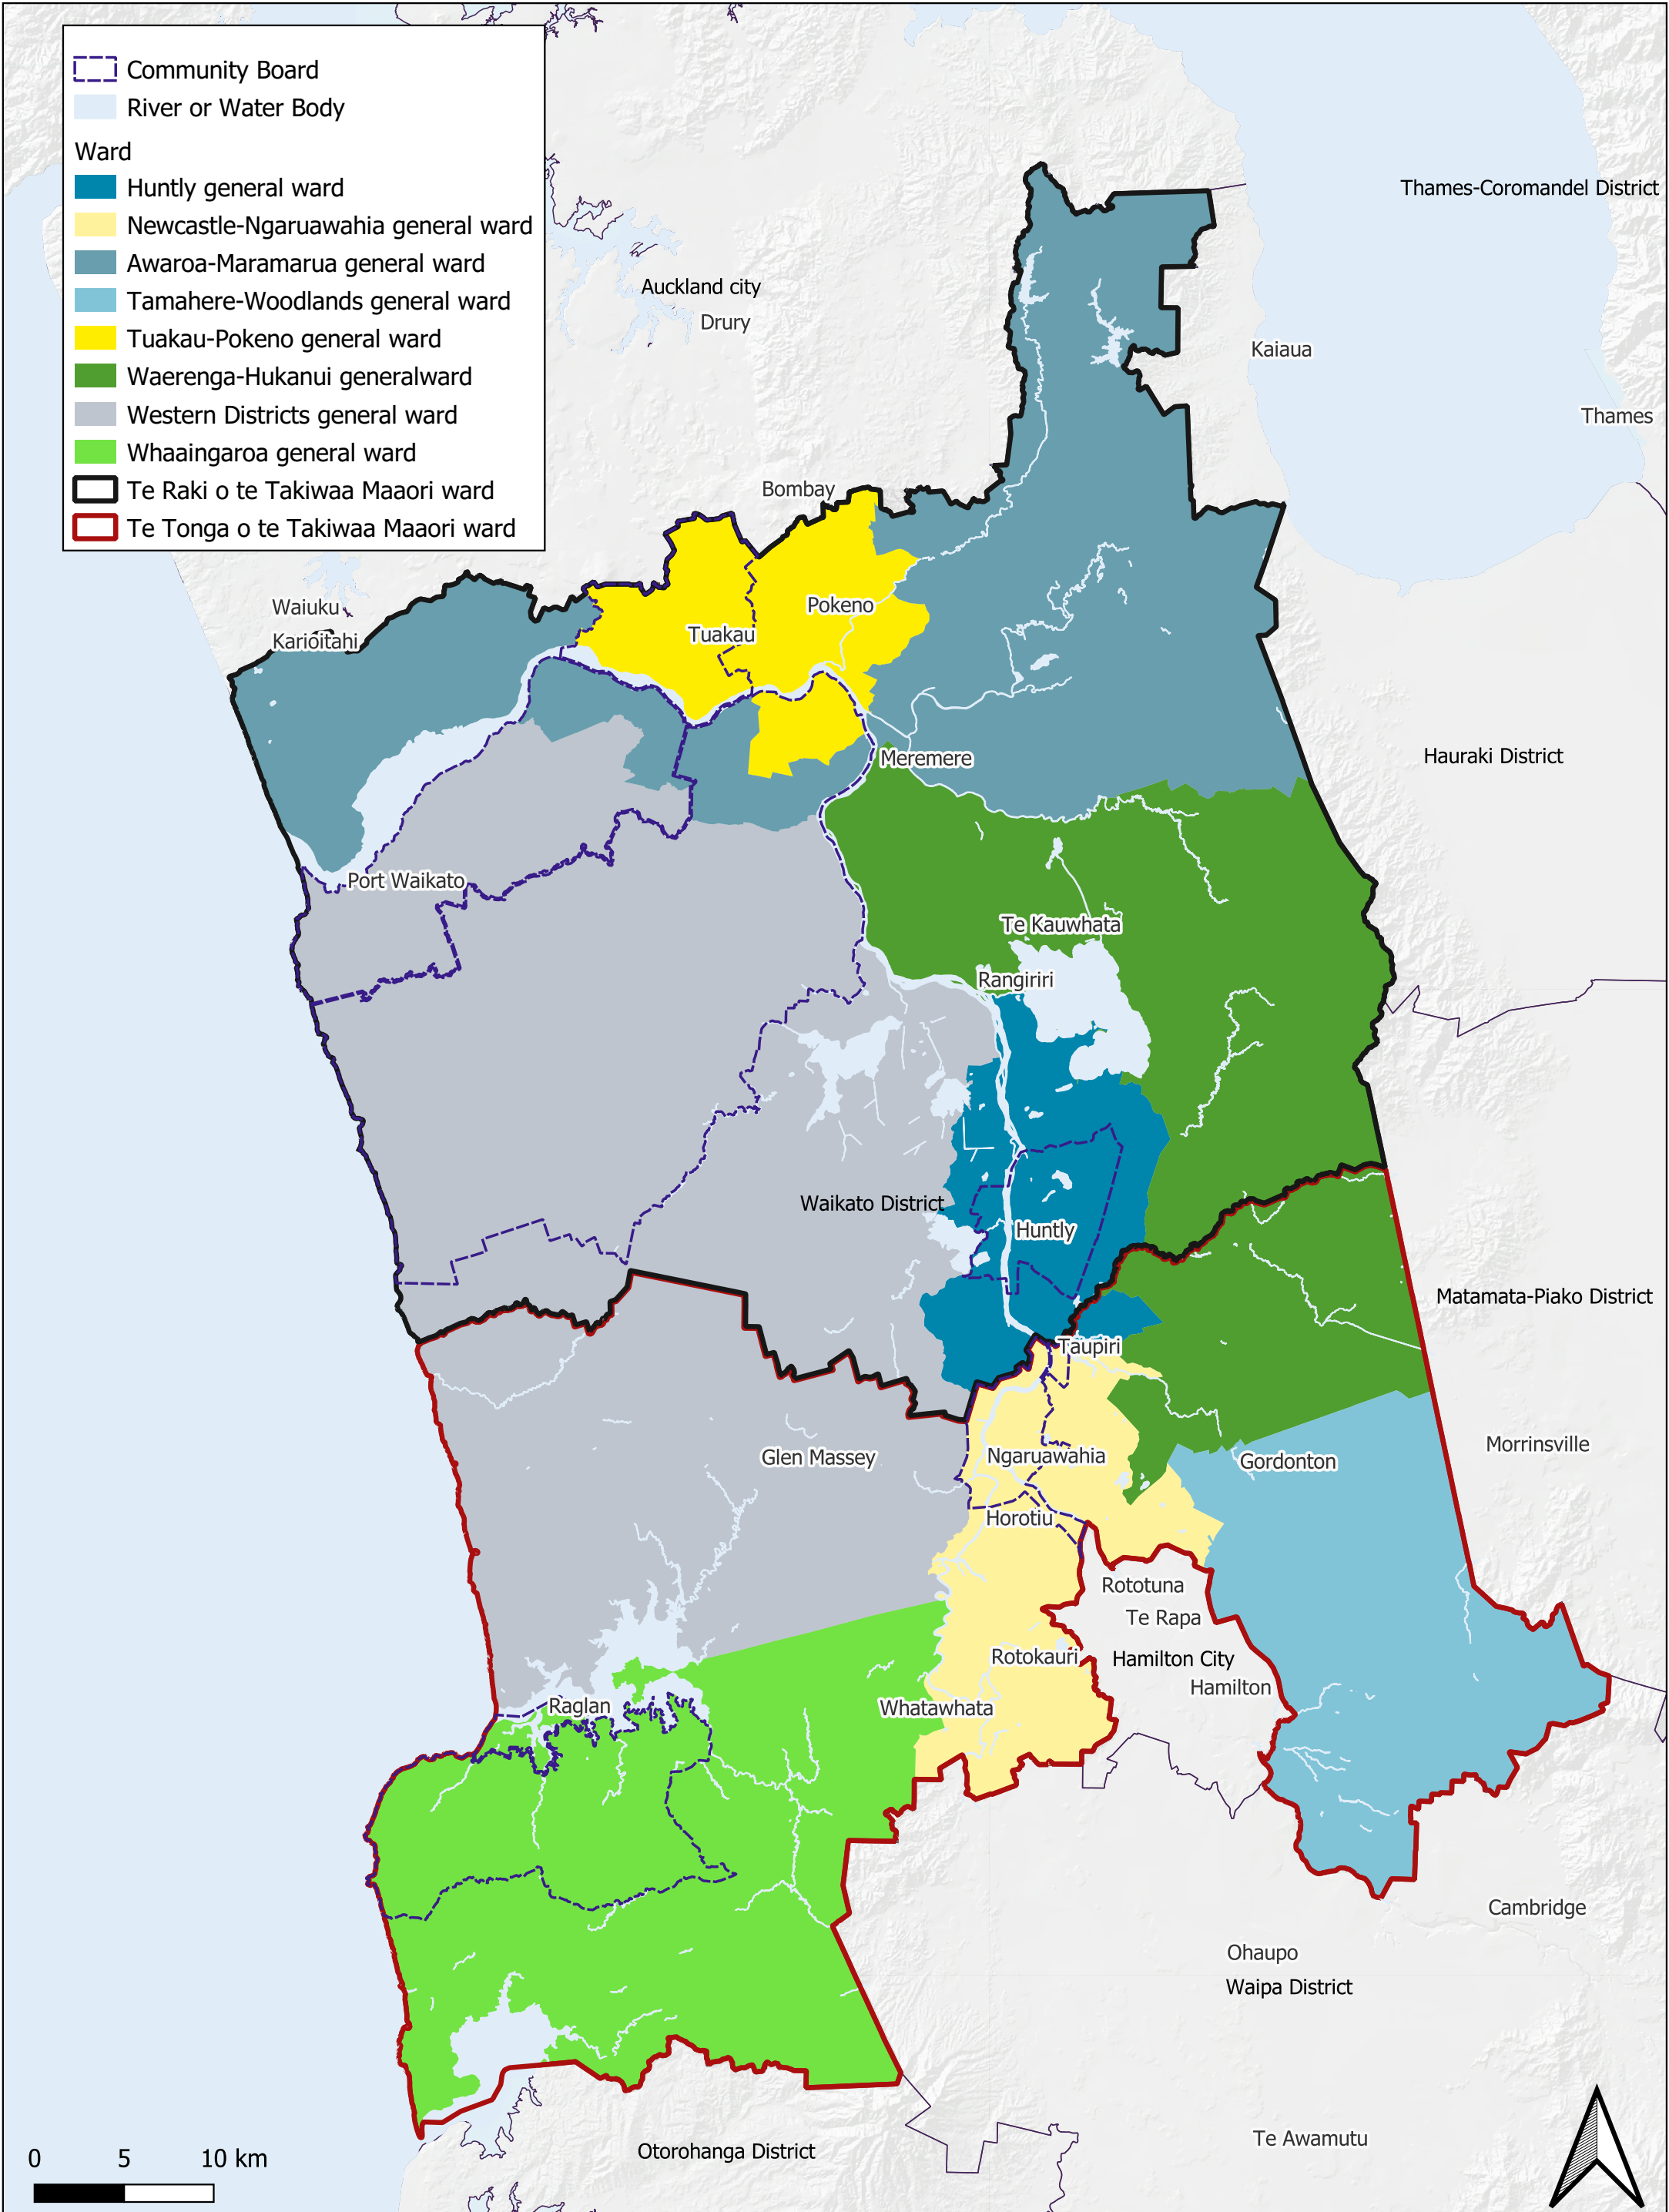 Community Board
River or Water Body
Ward
Huntly general ward
Newcastle-Ngaruawahia general ward
Awaroa-Maramarua general ward
Tamahere-Woodlands general ward
Tuakau-Pokeno general ward
Waerenga-Hukanui generalward
Western Districts general ward
Whaaingaroa general ward
Te Raki o te Takiwaa Maaori ward
Te Tonga o te Takiwaa Maaori ward
Thames-Coromandel District
Auckland city
Drury
Kaiaua
Thames
Bombay
Waiuku
Karioitahi
Pokeno
Tuakau
Meremere
Hauraki District
Port Waikato
Te Kauwhata
Rangiriri
Waikato District
Huntly
Matamata-Piako District
Taupiri
Morrinsville
Glen Massey
Ngaruawahia
Gordonton
Horotiu
Rototuna
Te Rapa
Rotokauri
Hamilton City
Hamilton
Raglan
Whatawhata
Cambridge
Ohaupo
Waipa District
Te Awamutu
Otorohanga District
0 5 10 km